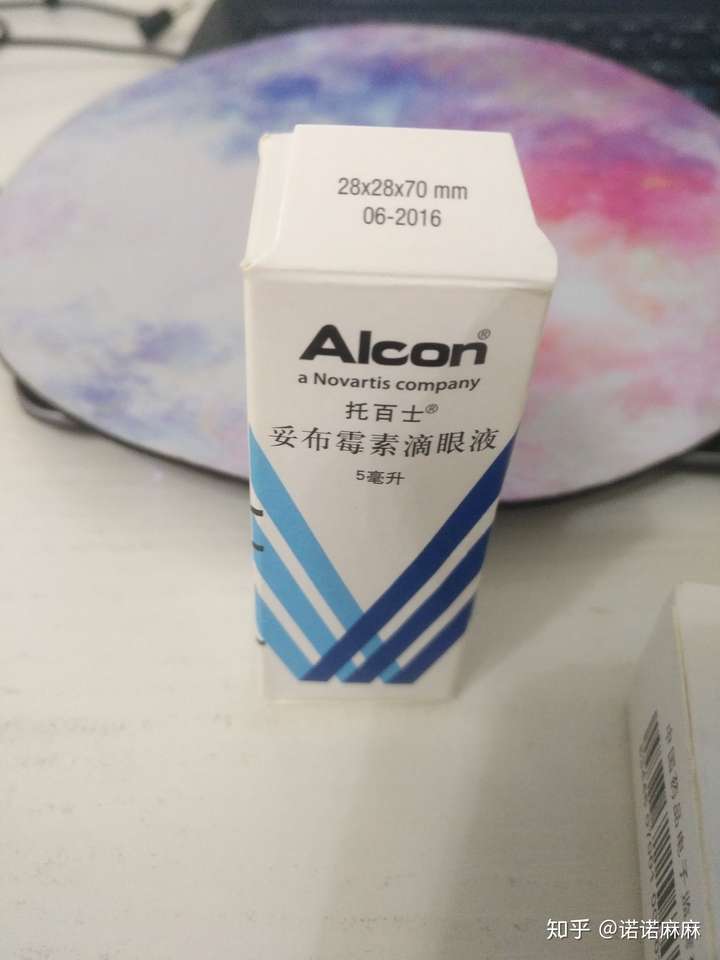 28x28x70 mm
06-2016
Alcon®
a Novartis company
托百士®
妥布霉素滴眼液
5毫升
知乎 @诺诺麻麻